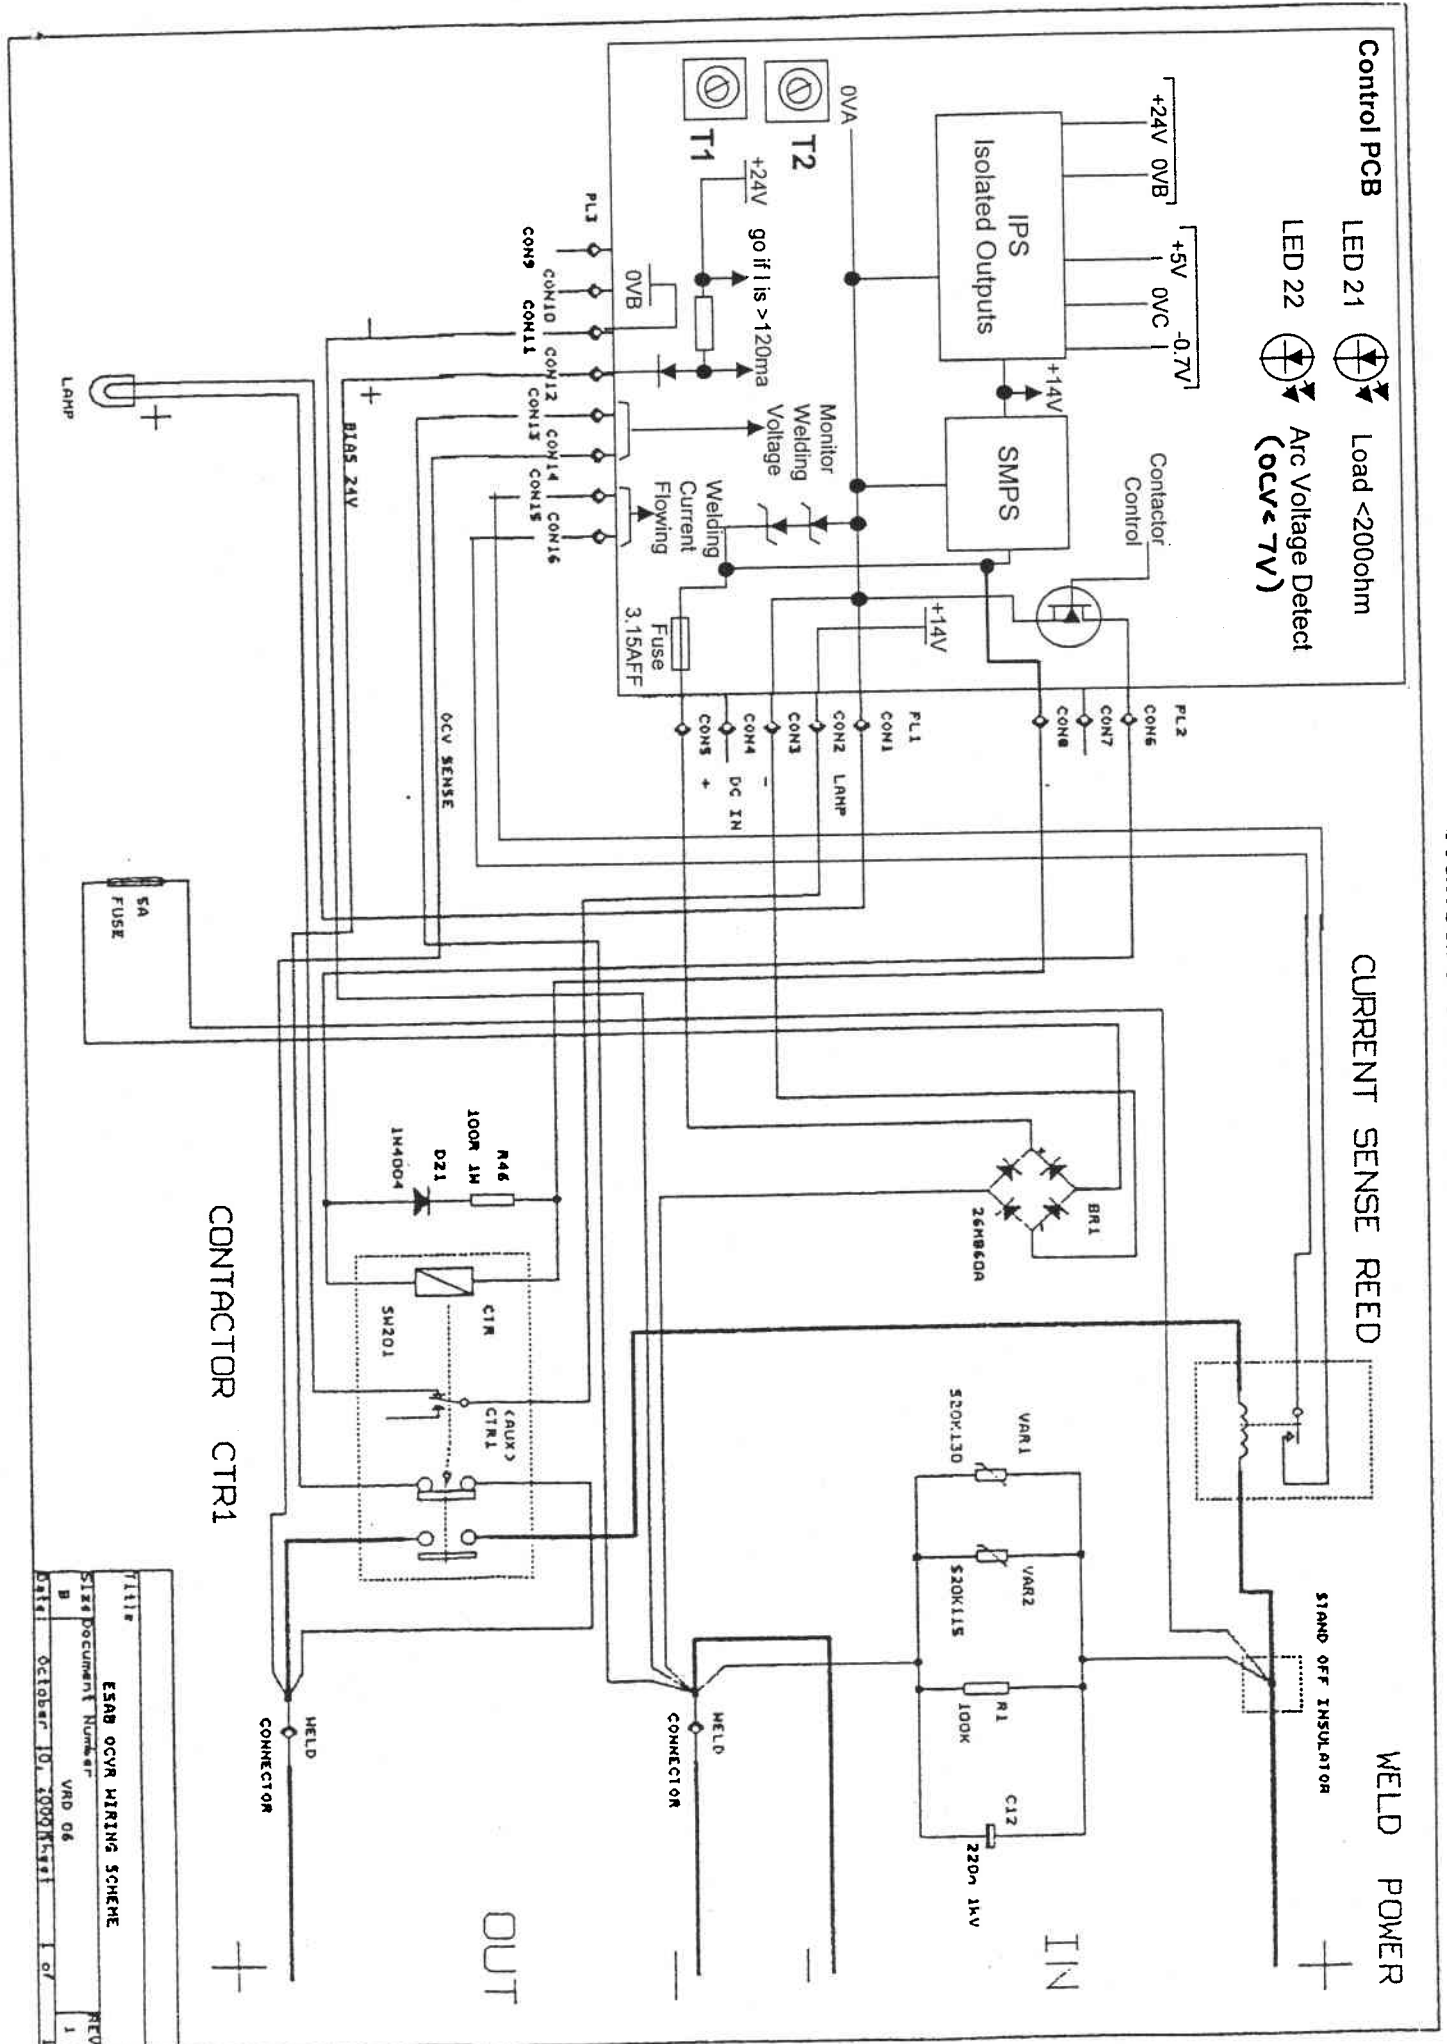 Control PCB
LED 21
Load <200ohm
LED 22
Arc Voltage Detect
(OCV< 7V)
+24V 0VB
+5V 0VC -0.7V
IPS
Isolated Outputs
+14V
SMPS
Contactor
Control
0VA
T2
T1
+24V
go if I is >120ma
0VB
Monitor
Welding
Voltage
Welding
Current
Flowing
Fuse
3.15AFF
+14V
PL3
CON9
CON10
CON11
CON12
CON13
CON14
CON15
CON16
PL2
CON6
CON7
CON8
PL1
CON1
CON2 LAMP
CON3 -
CON4 DC IN
CON5 +
-
+
BIAS 24V
LAMP
+
OCV SENSE
5A
FUSE
CURRENT SENSE REED
BR1
26MB60A
R46
100R 1W
D21
1N4004
CTR
SW201
(AUX)
CTR1
CONTACTOR CTR1
VAR1
S20K130
VAR2
S20K115
R1
100K
C12
220n 1kV
STAND OFF INSULATOR
WELD POWER
+
IN
-
-
OUT
+
WELD
CONNECTOR
WELD
CONNECTOR
Title
ESAB OCVR WIRING SCHEME
Size Document Number
REV
B
VRD 06
1
Date: October 10, 2000 Sheet 1 of 1